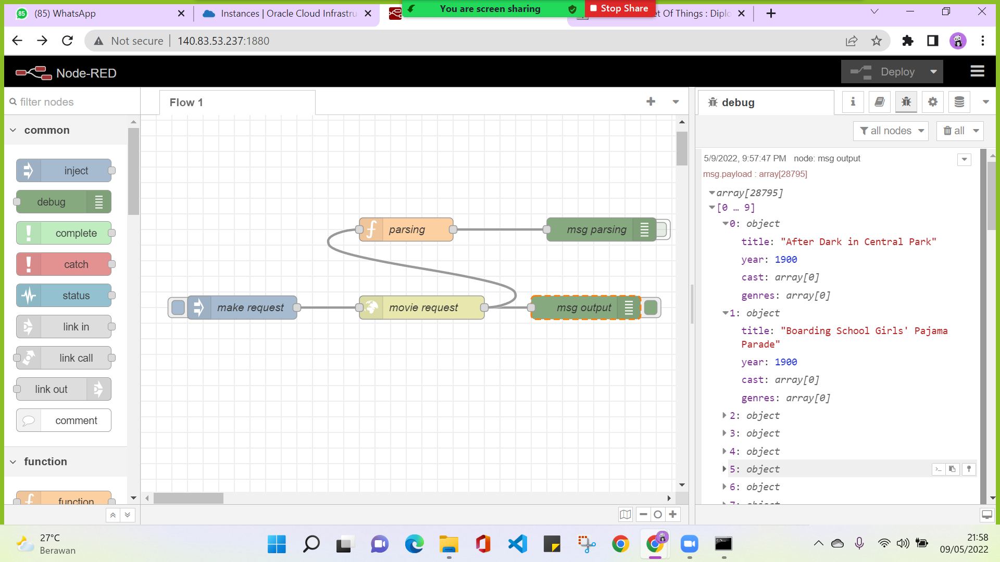 85
(85) WhatsApp
Instances | Oracle Cloud Infrastru
You are screen sharing
Stop Share
et Of Things : Diplo
Not secure
140.83.53.237:1880
Node-RED
Deploy
filter nodes
Flow 1
debug
i
common
all nodes
all
inject
debug
complete
catch
status
link in
link call
link out
comment
function
function
parsing
msg parsing
make request
movie request
msg output
5/9/2022, 9:57:47 PM node: msg output
msg.payload : array[28795]
array[28795]
[0 … 9]
0: object
title: "After Dark in Central Park"
year: 1900
cast: array[0]
genres: array[0]
1: object
title: "Boarding School Girls' Pajama
Parade"
year: 1900
cast: array[0]
genres: array[0]
2: object
3: object
4: object
5: object
6: object
7: object
27°C
Berawan
21:58
09/05/2022